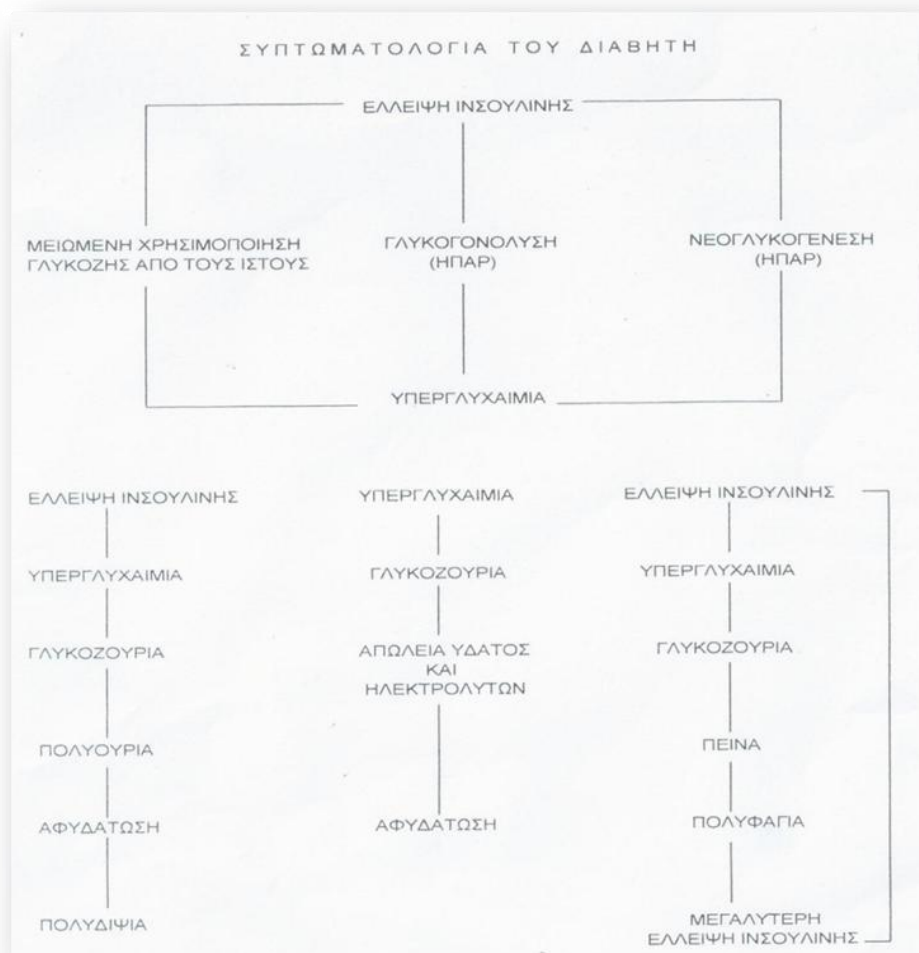 ΣΥΠΤΩΜΑΤΟΛΟΓΙΑ ΤΟΥ ΔΙΑΒΗΤΗ
ΕΛΛΕΙΨΗ ΙΝΣΟΥΛΙΝΗΣ
ΜΕΙΩΜΕΝΗ ΧΡΗΣΙΜΟΠΟΙΗΣΗ
ΓΛΥΚΟΖΗΣ ΑΠΟ ΤΟΥΣ ΙΣΤΟΥΣ
ΓΛΥΚΟΓΟΝΟΛΥΣΗ
(ΗΠΑΡ)
ΝΕΟΓΛΥΚΟΓΕΝΕΣΗ
(ΗΠΑΡ)
ΥΠΕΡΓΛΥΧΑΙΜΙΑ
ΕΛΛΕΙΨΗ ΙΝΣΟΥΛΙΝΗΣ
ΥΠΕΡΓΛΥΧΑΙΜΙΑ
ΓΛΥΚΟΖΟΥΡΙΑ
ΠΟΛΥΟΥΡΙΑ
ΑΦΥΔΑΤΩΣΗ
ΠΟΛΥΔΙΨΙΑ
ΥΠΕΡΓΛΥΧΑΙΜΙΑ
ΓΛΥΚΟΖΟΥΡΙΑ
ΑΠΩΛΕΙΑ ΥΔΑΤΟΣ
ΚΑΙ
ΗΛΕΚΤΡΟΛΥΤΩΝ
ΑΦΥΔΑΤΩΣΗ
ΕΛΛΕΙΨΗ ΙΝΣΟΥΛΙΝΗΣ
ΥΠΕΡΓΛΥΧΑΙΜΙΑ
ΓΛΥΚΟΖΟΥΡΙΑ
ΠΕΙΝΑ
ΠΟΛΥΦΑΓΙΑ
ΜΕΓΑΛΥΤΕΡΗ
ΕΛΛΕΙΨΗ ΙΝΣΟΥΛΙΝΗΣ